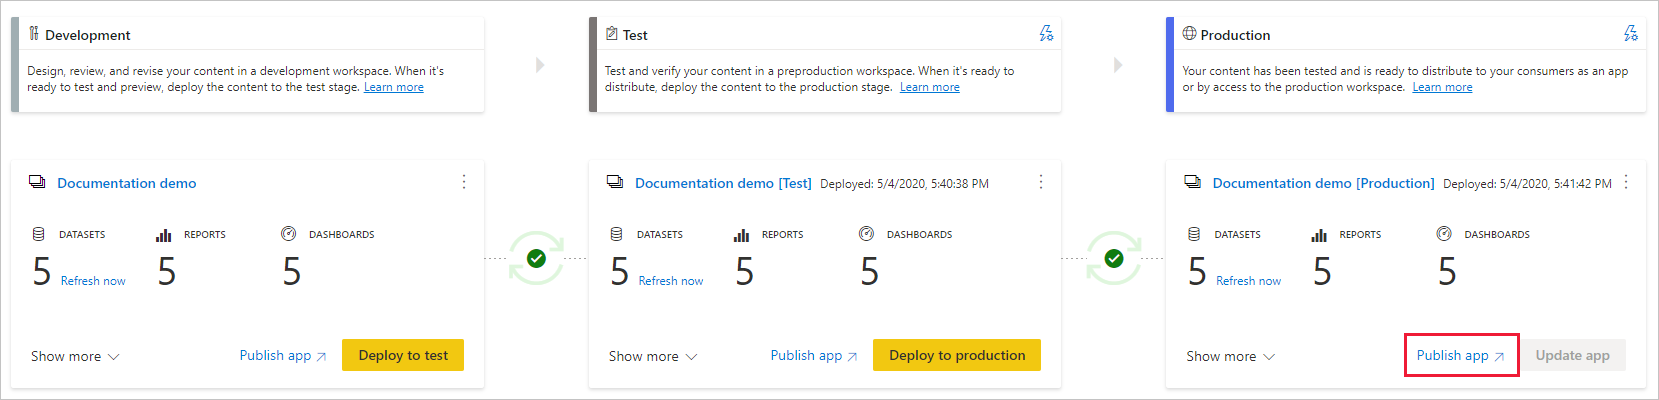 Development
Design, review, and revise your content in a development workspace. When it's
ready to test and preview, deploy the content to the test stage. Learn more
Test
Test and verify your content in a preproduction workspace. When it's ready to
distribute, deploy the content to the production stage. Learn more
Production
Your content has been tested and is ready to distribute to your consumers as an app
or by access to the production workspace. Learn more
Documentation demo
DATASETS REPORTS DASHBOARDS
5 Refresh now 5 5
Show more Publish app Deploy to test
Documentation demo [Test] Deployed: 5/4/2020, 5:40:38 PM
DATASETS REPORTS DASHBOARDS
5 Refresh now 5 5
Show more Publish app Deploy to production
Documentation demo [Production] Deployed: 5/4/2020, 5:41:42 PM
DATASETS REPORTS DASHBOARDS
5 Refresh now 5 5
Show more Publish app Update app